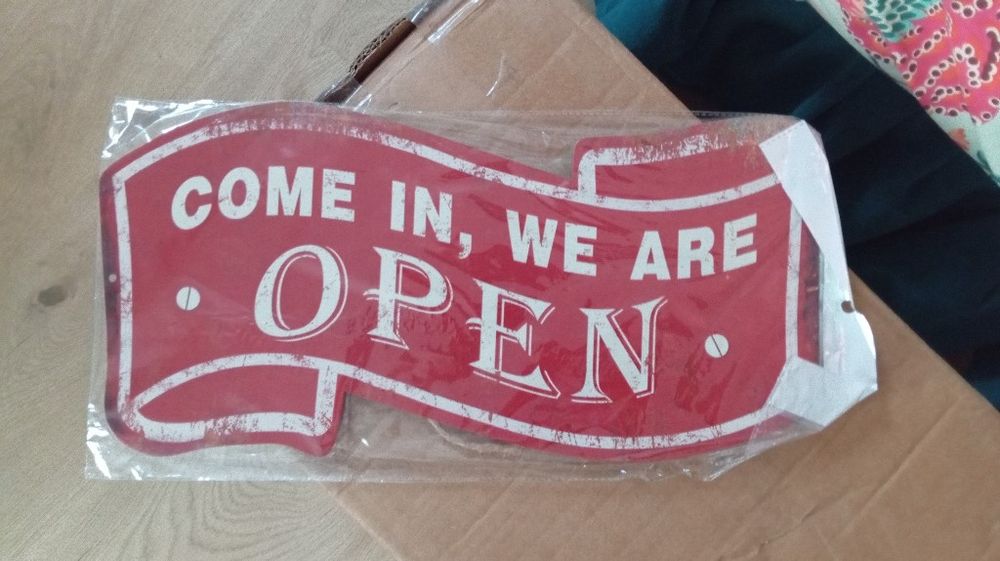 COME IN, WE ARE
OPEN